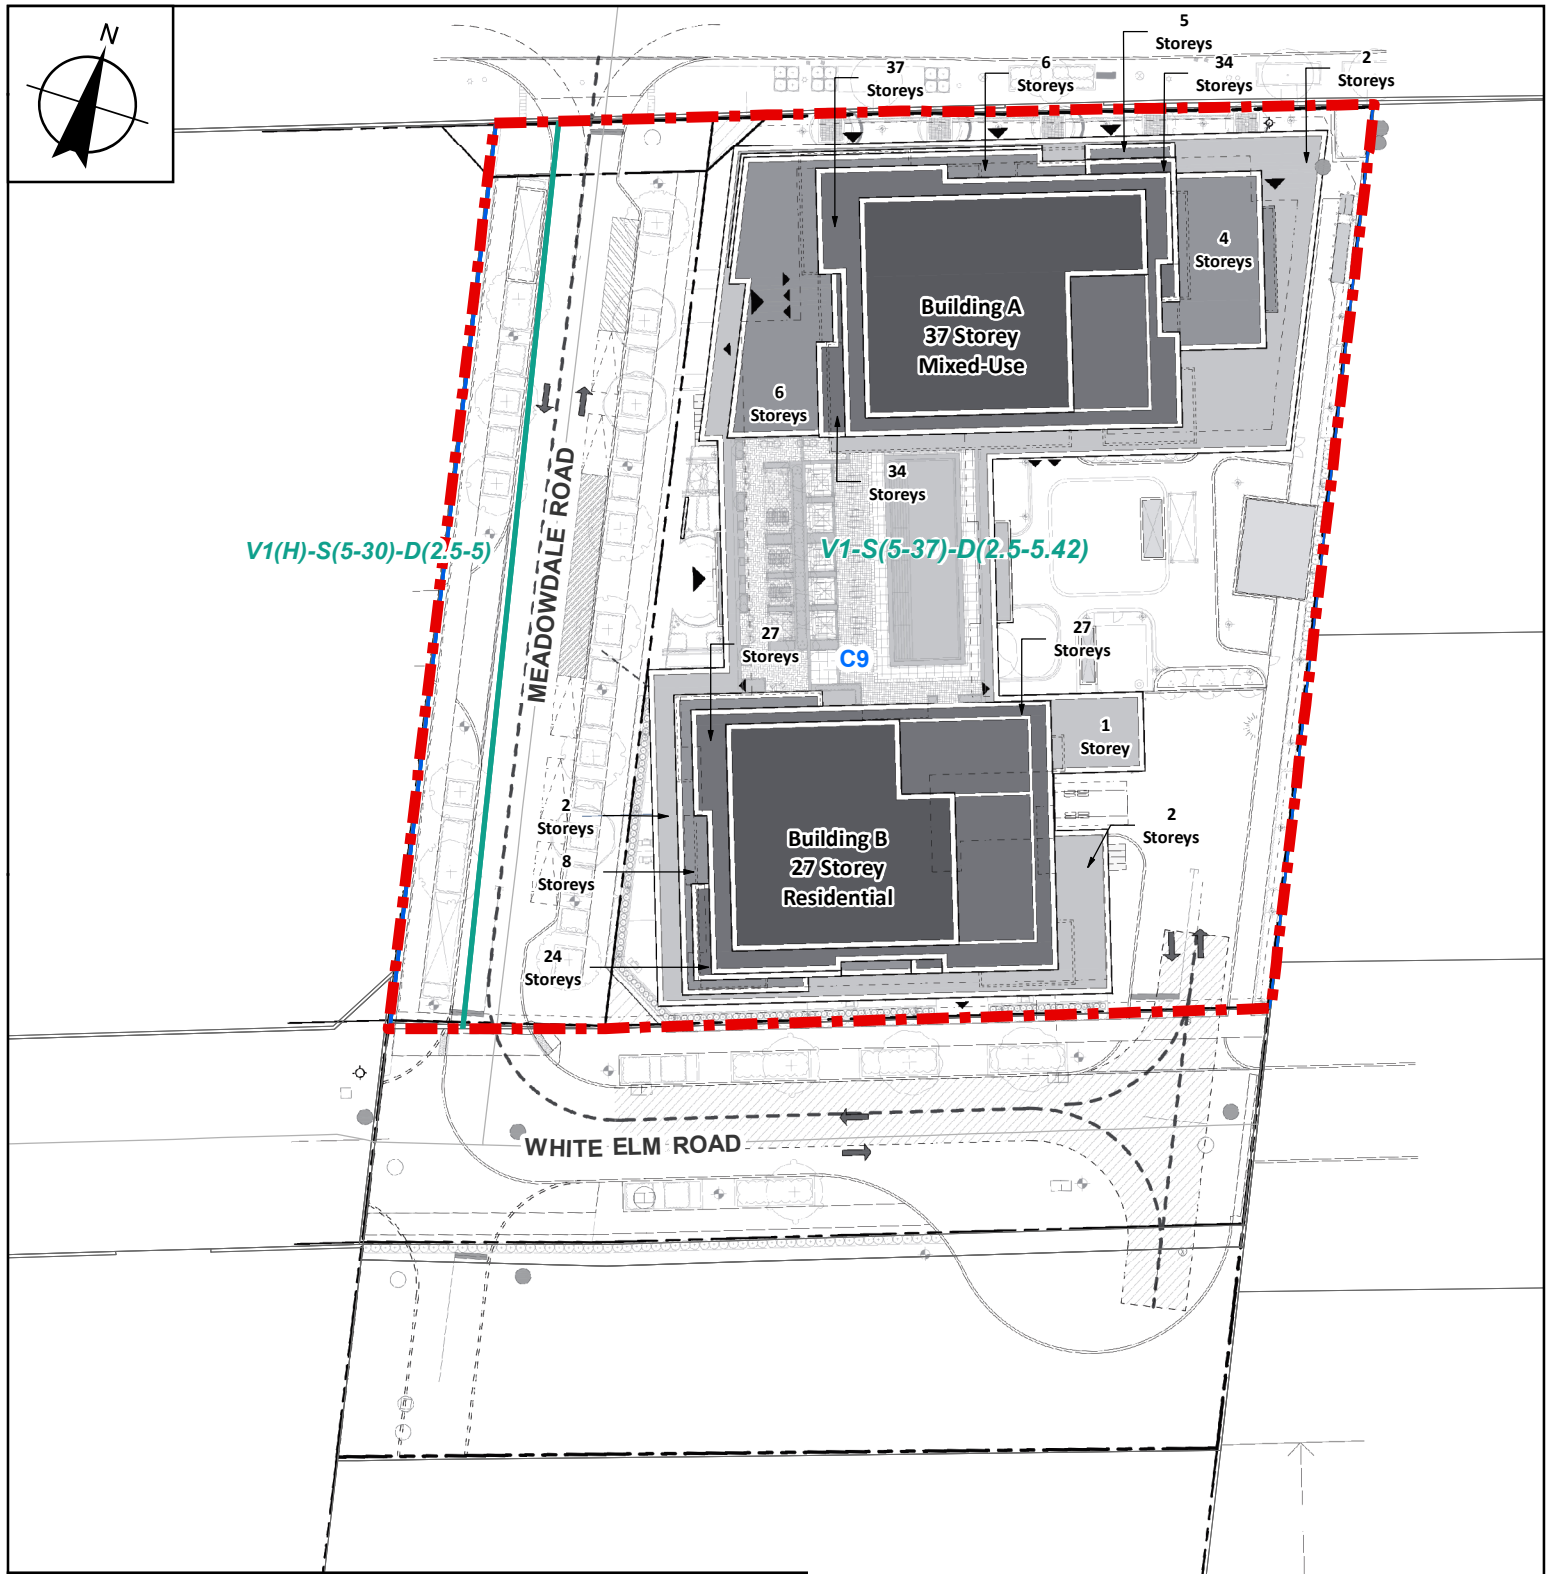 N
5
Storeys
37
Storeys
6
Storeys
34
Storeys
2
Storeys
4
Storeys
Building A
37 Storey
Mixed-Use
6
Storeys
34
Storeys
MEADOWDALE ROAD
V1(H)-S(5-30)-D(2.5-5)
V1-S(5-37)-D(2.5-5.42)
27
Storeys
27
Storeys
C9
1
Storey
2
Storeys
2
Storeys
Building B
27 Storey
Residential
8
Storeys
24
Storeys
WHITE ELM ROAD